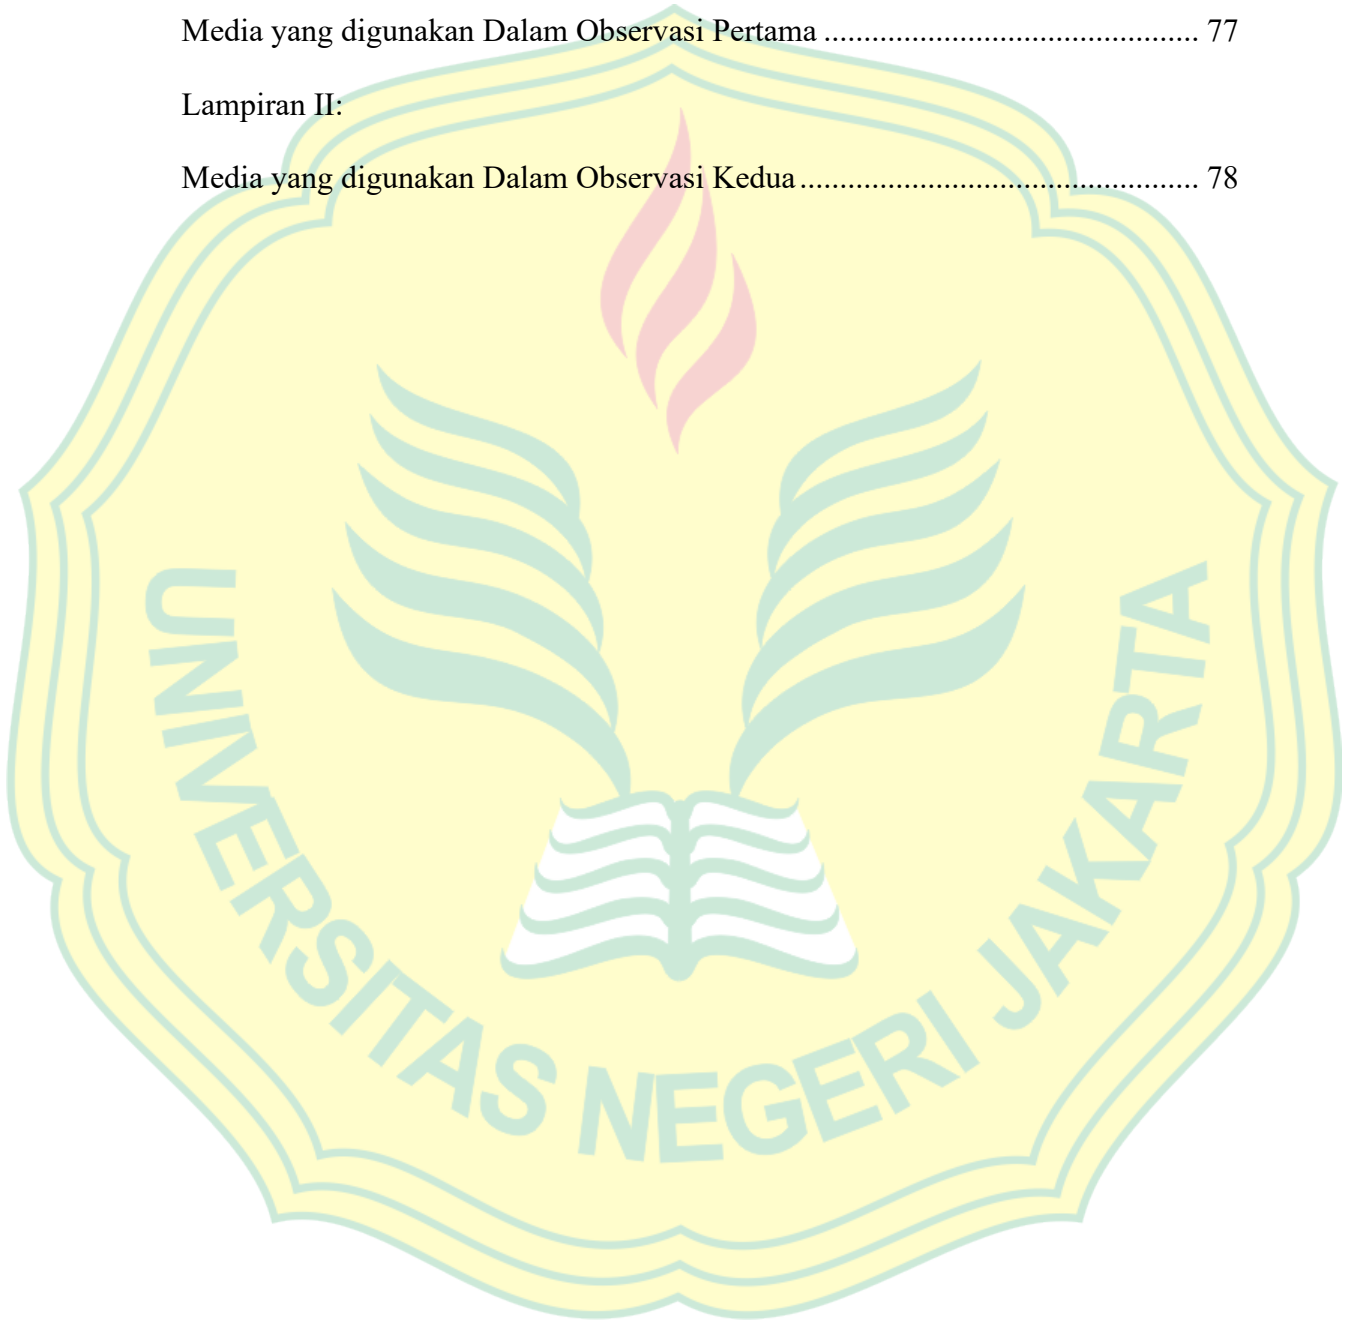 Media yang digunakan Dalam Observasi Pertama ............................................... 77
Lampiran II:
Media yang digunakan Dalam Observasi Kedua .................................................. 78
UNIVERSITAS NEGERI JAKARTA